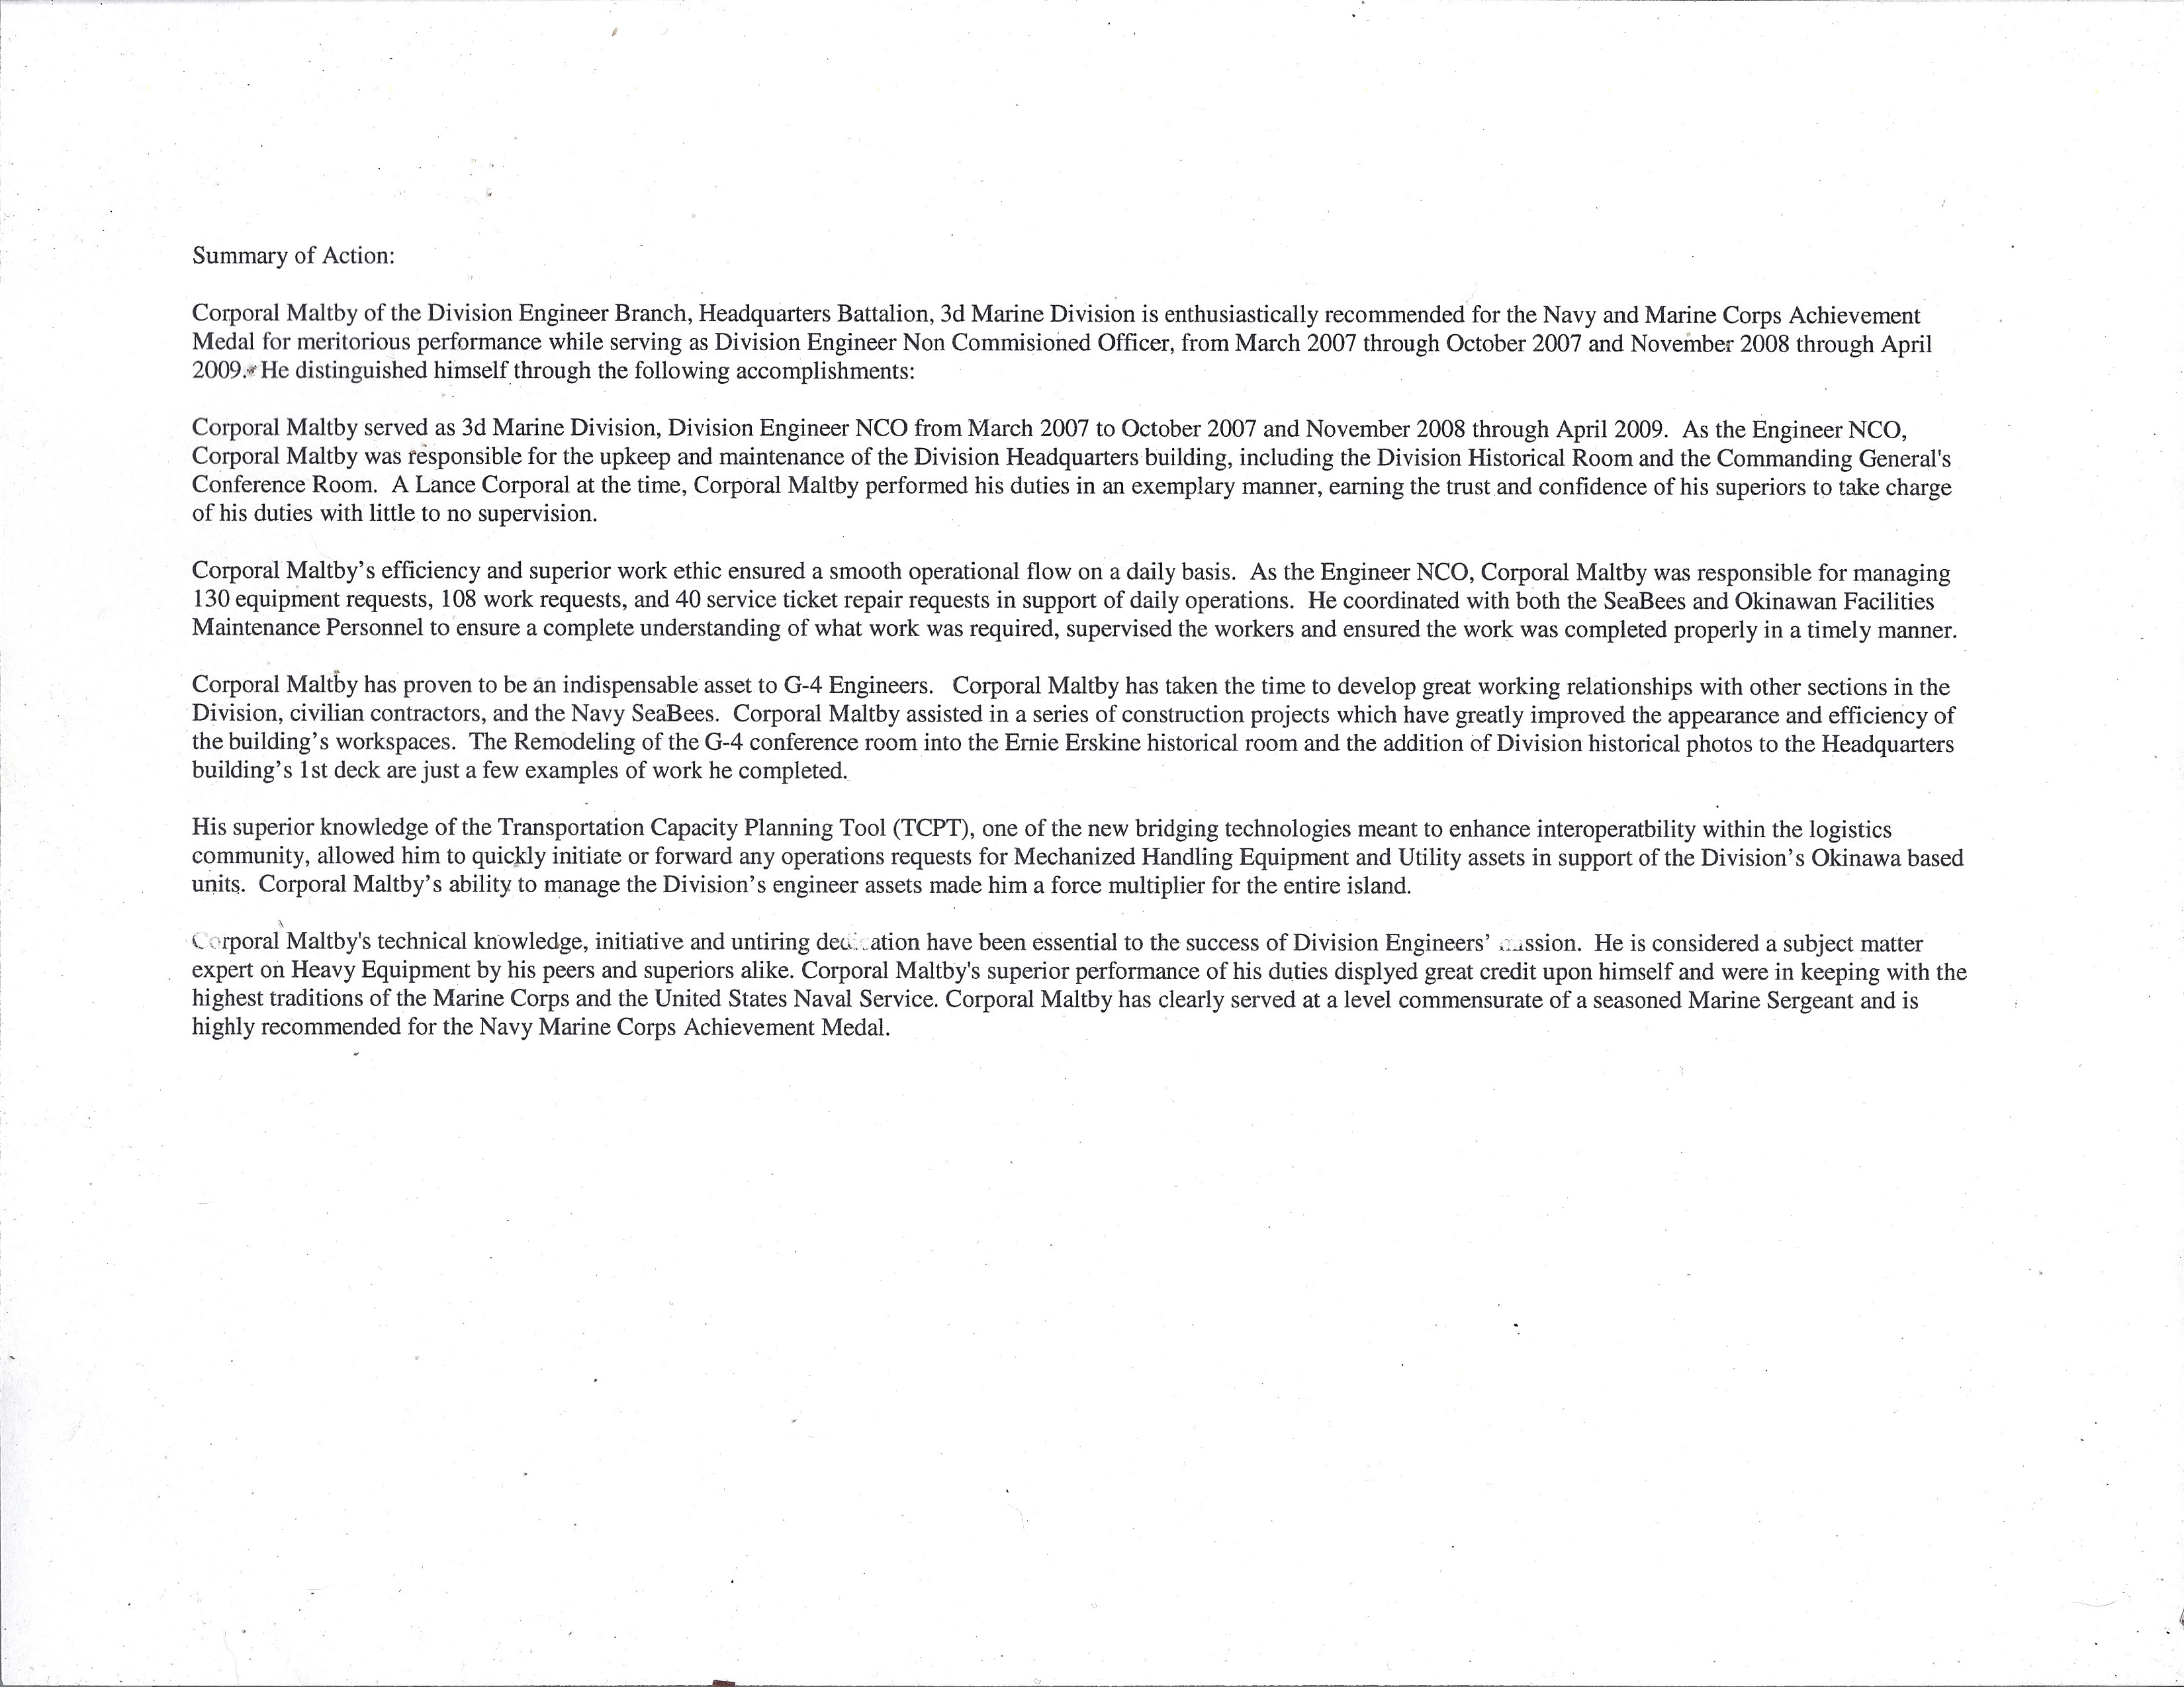 Summary of Action:
Corporal Maltby of the Division Engineer Branch, Headquarters Battalion, 3d Marine Division is enthusiastically recommended for the Navy and Marine Corps Achievement
Medal for meritorious performance while serving as Division Engineer Non Commisioned Officer, from March 2007 through October 2007 and November 2008 through April
2009. He distinguished himself through the following accomplishments:
Corporal Maltby served as 3d Marine Division, Division Engineer NCO from March 2007 to October 2007 and November 2008 through April 2009. As the Engineer NCO,
Corporal Maltby was responsible for the upkeep and maintenance of the Division Headquarters building, including the Division Historical Room and the Commanding General's
Conference Room. A Lance Corporal at the time, Corporal Maltby performed his duties in an exemplary manner, earning the trust and confidence of his superiors to take charge
of his duties with little to no supervision.
Corporal Maltby's efficiency and superior work ethic ensured a smooth operational flow on a daily basis. As the Engineer NCO, Corporal Maltby was responsible for managing
130 equipment requests, 108 work requests, and 40 service ticket repair requests in support of daily operations. He coordinated with both the SeaBees and Okinawan Facilities
Maintenance Personnel to ensure a complete understanding of what work was required, supervised the workers and ensured the work was completed properly in a timely manner.
Corporal Maltby has proven to be an indispensable asset to G-4 Engineers. Corporal Maltby has taken the time to develop great working relationships with other sections in the
Division, civilian contractors, and the Navy SeaBees. Corporal Maltby assisted in a series of construction projects which have greatly improved the appearance and efficiency of
the building's workspaces. The Remodeling of the G-4 conference room into the Ernie Erskine historical room and the addition of Division historical photos to the Headquarters
building's 1st deck are just a few examples of work he completed.
His superior knowledge of the Transportation Capacity Planning Tool (TCPT), one of the new bridging technologies meant to enhance interoperatbility within the logistics
community, allowed him to quickly initiate or forward any operations requests for Mechanized Handling Equipment and Utility assets in support of the Division's Okinawa based
units. Corporal Maltby's ability to manage the Division's engineer assets made him a force multiplier for the entire island.
Corporal Maltby's technical knowledge, initiative and untiring dedication have been essential to the success of Division Engineers' mission. He is considered a subject matter
expert on Heavy Equipment by his peers and superiors alike. Corporal Maltby's superior performance of his duties displyed great credit upon himself and were in keeping with the
highest traditions of the Marine Corps and the United States Naval Service. Corporal Maltby has clearly served at a level commensurate of a seasoned Marine Sergeant and is
highly recommended for the Navy Marine Corps Achievement Medal.